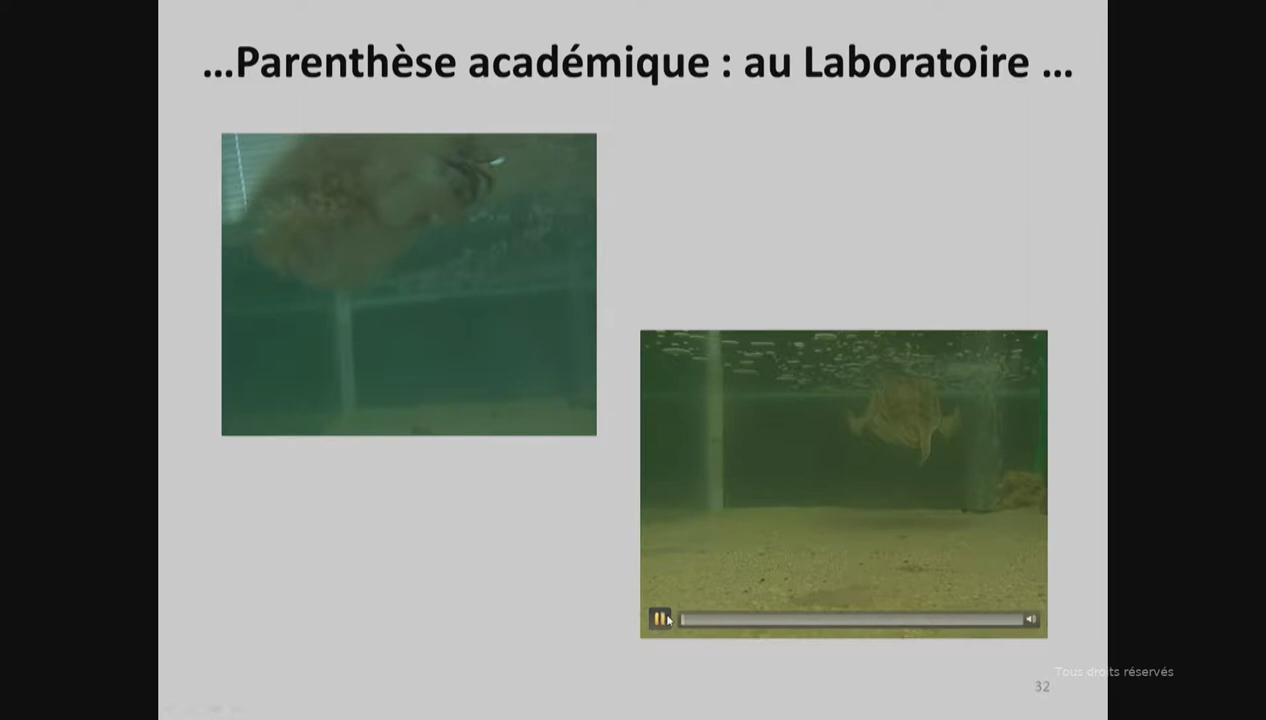 …Parenthèse académique : au Laboratoire …
Tous droits réservés
32